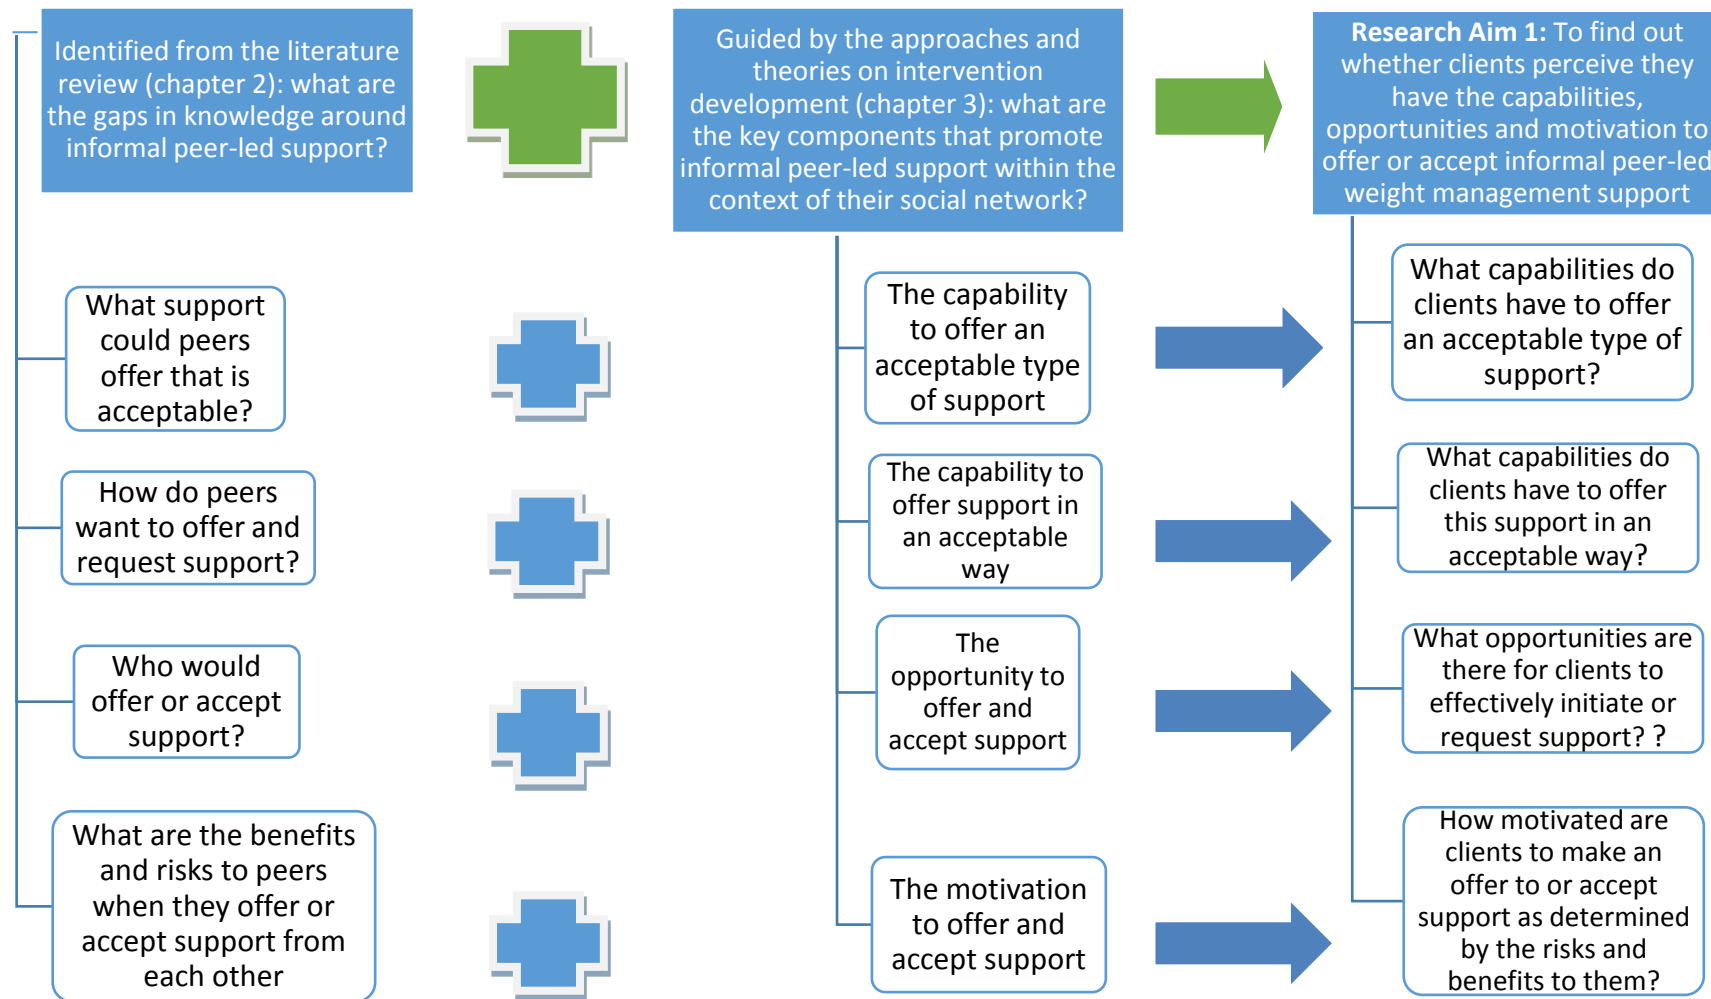 Identified from the literature
review (chapter 2): what are
the gaps in knowledge around
informal peer-led support?
What support
could peers
offer that is
acceptable?
How do peers
want to offer and
request support?
Who would
offer or accept
support?
What are the benefits
and risks to peers
when they offer or
accept support from
each other
Guided by the approaches and
theories on intervention
development (chapter 3): what are
the key components that promote
informal peer-led support within the
context of their social network?
The capability
to offer an
acceptable type
of support
The capability to
offer support in
an acceptable
way
The
opportunity to
offer and
accept support
The motivation
to offer and
accept support
Research Aim 1: To find out
whether clients perceive they
have the capabilities,
opportunities and motivation to
offer or accept informal peer-led
weight management support
What capabilities do
clients have to offer
an acceptable type of
support?
What capabilities do
clients have to offer
this support in an
acceptable way?
What opportunities are
there for clients to
effectively initiate or
request support? ?
How motivated are
clients to make an
offer to or accept
support as determined
by the risks and
benefits to them?